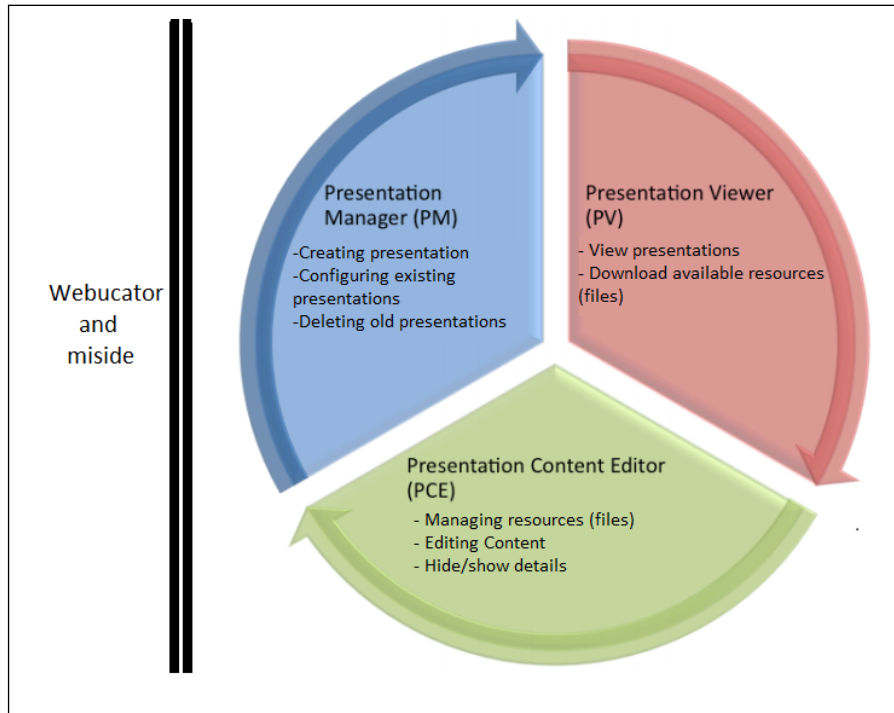 Webucator
and
miside
Presentation
Manager (PM)
-Creating presentation
-Configuring existing
presentations
-Deleting old presentations
Presentation Viewer
(PV)
- View presentations
- Download available resources
(files)
Presentation Content Editor
(PCE)
- Managing resources (files)
- Editing Content
- Hide/show details